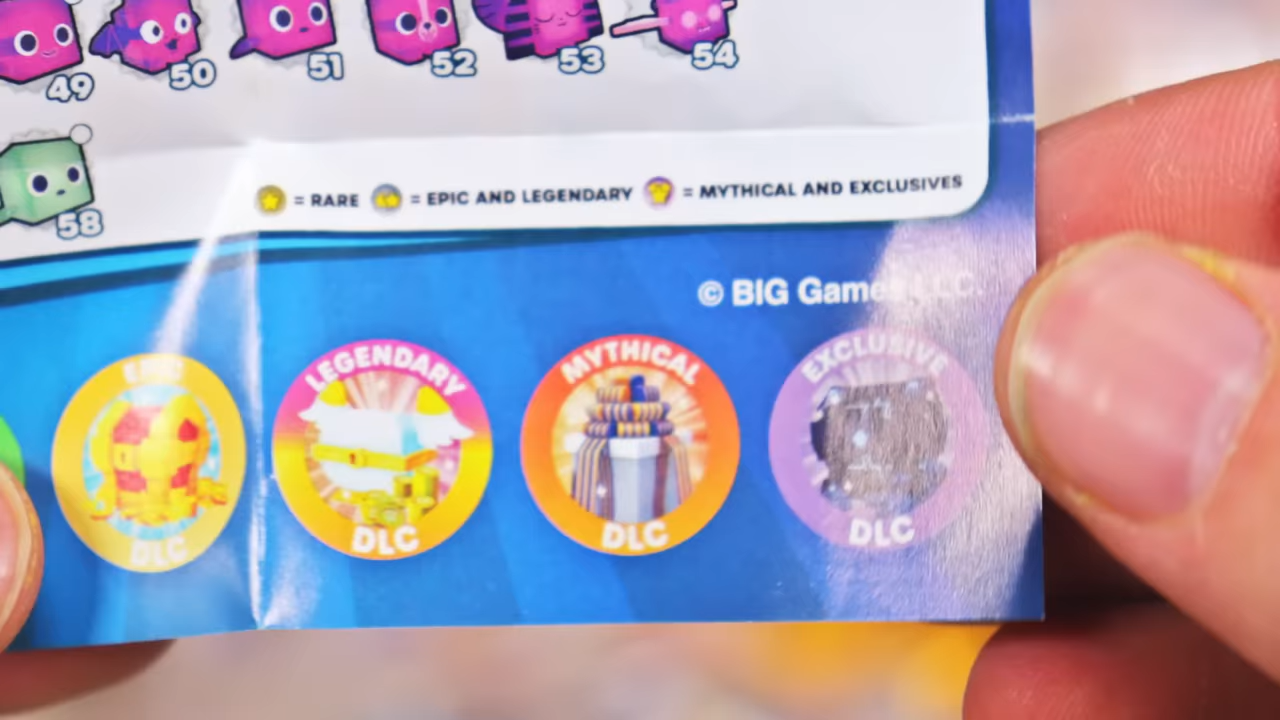 49 50 51 52 53 54
58
= RARE = EPIC AND LEGENDARY = MYTHICAL AND EXCLUSIVES
© BIG Games LLC.
EPIC DLC
LEGENDARY DLC
MYTHICAL DLC
EXCLUSIVE DLC